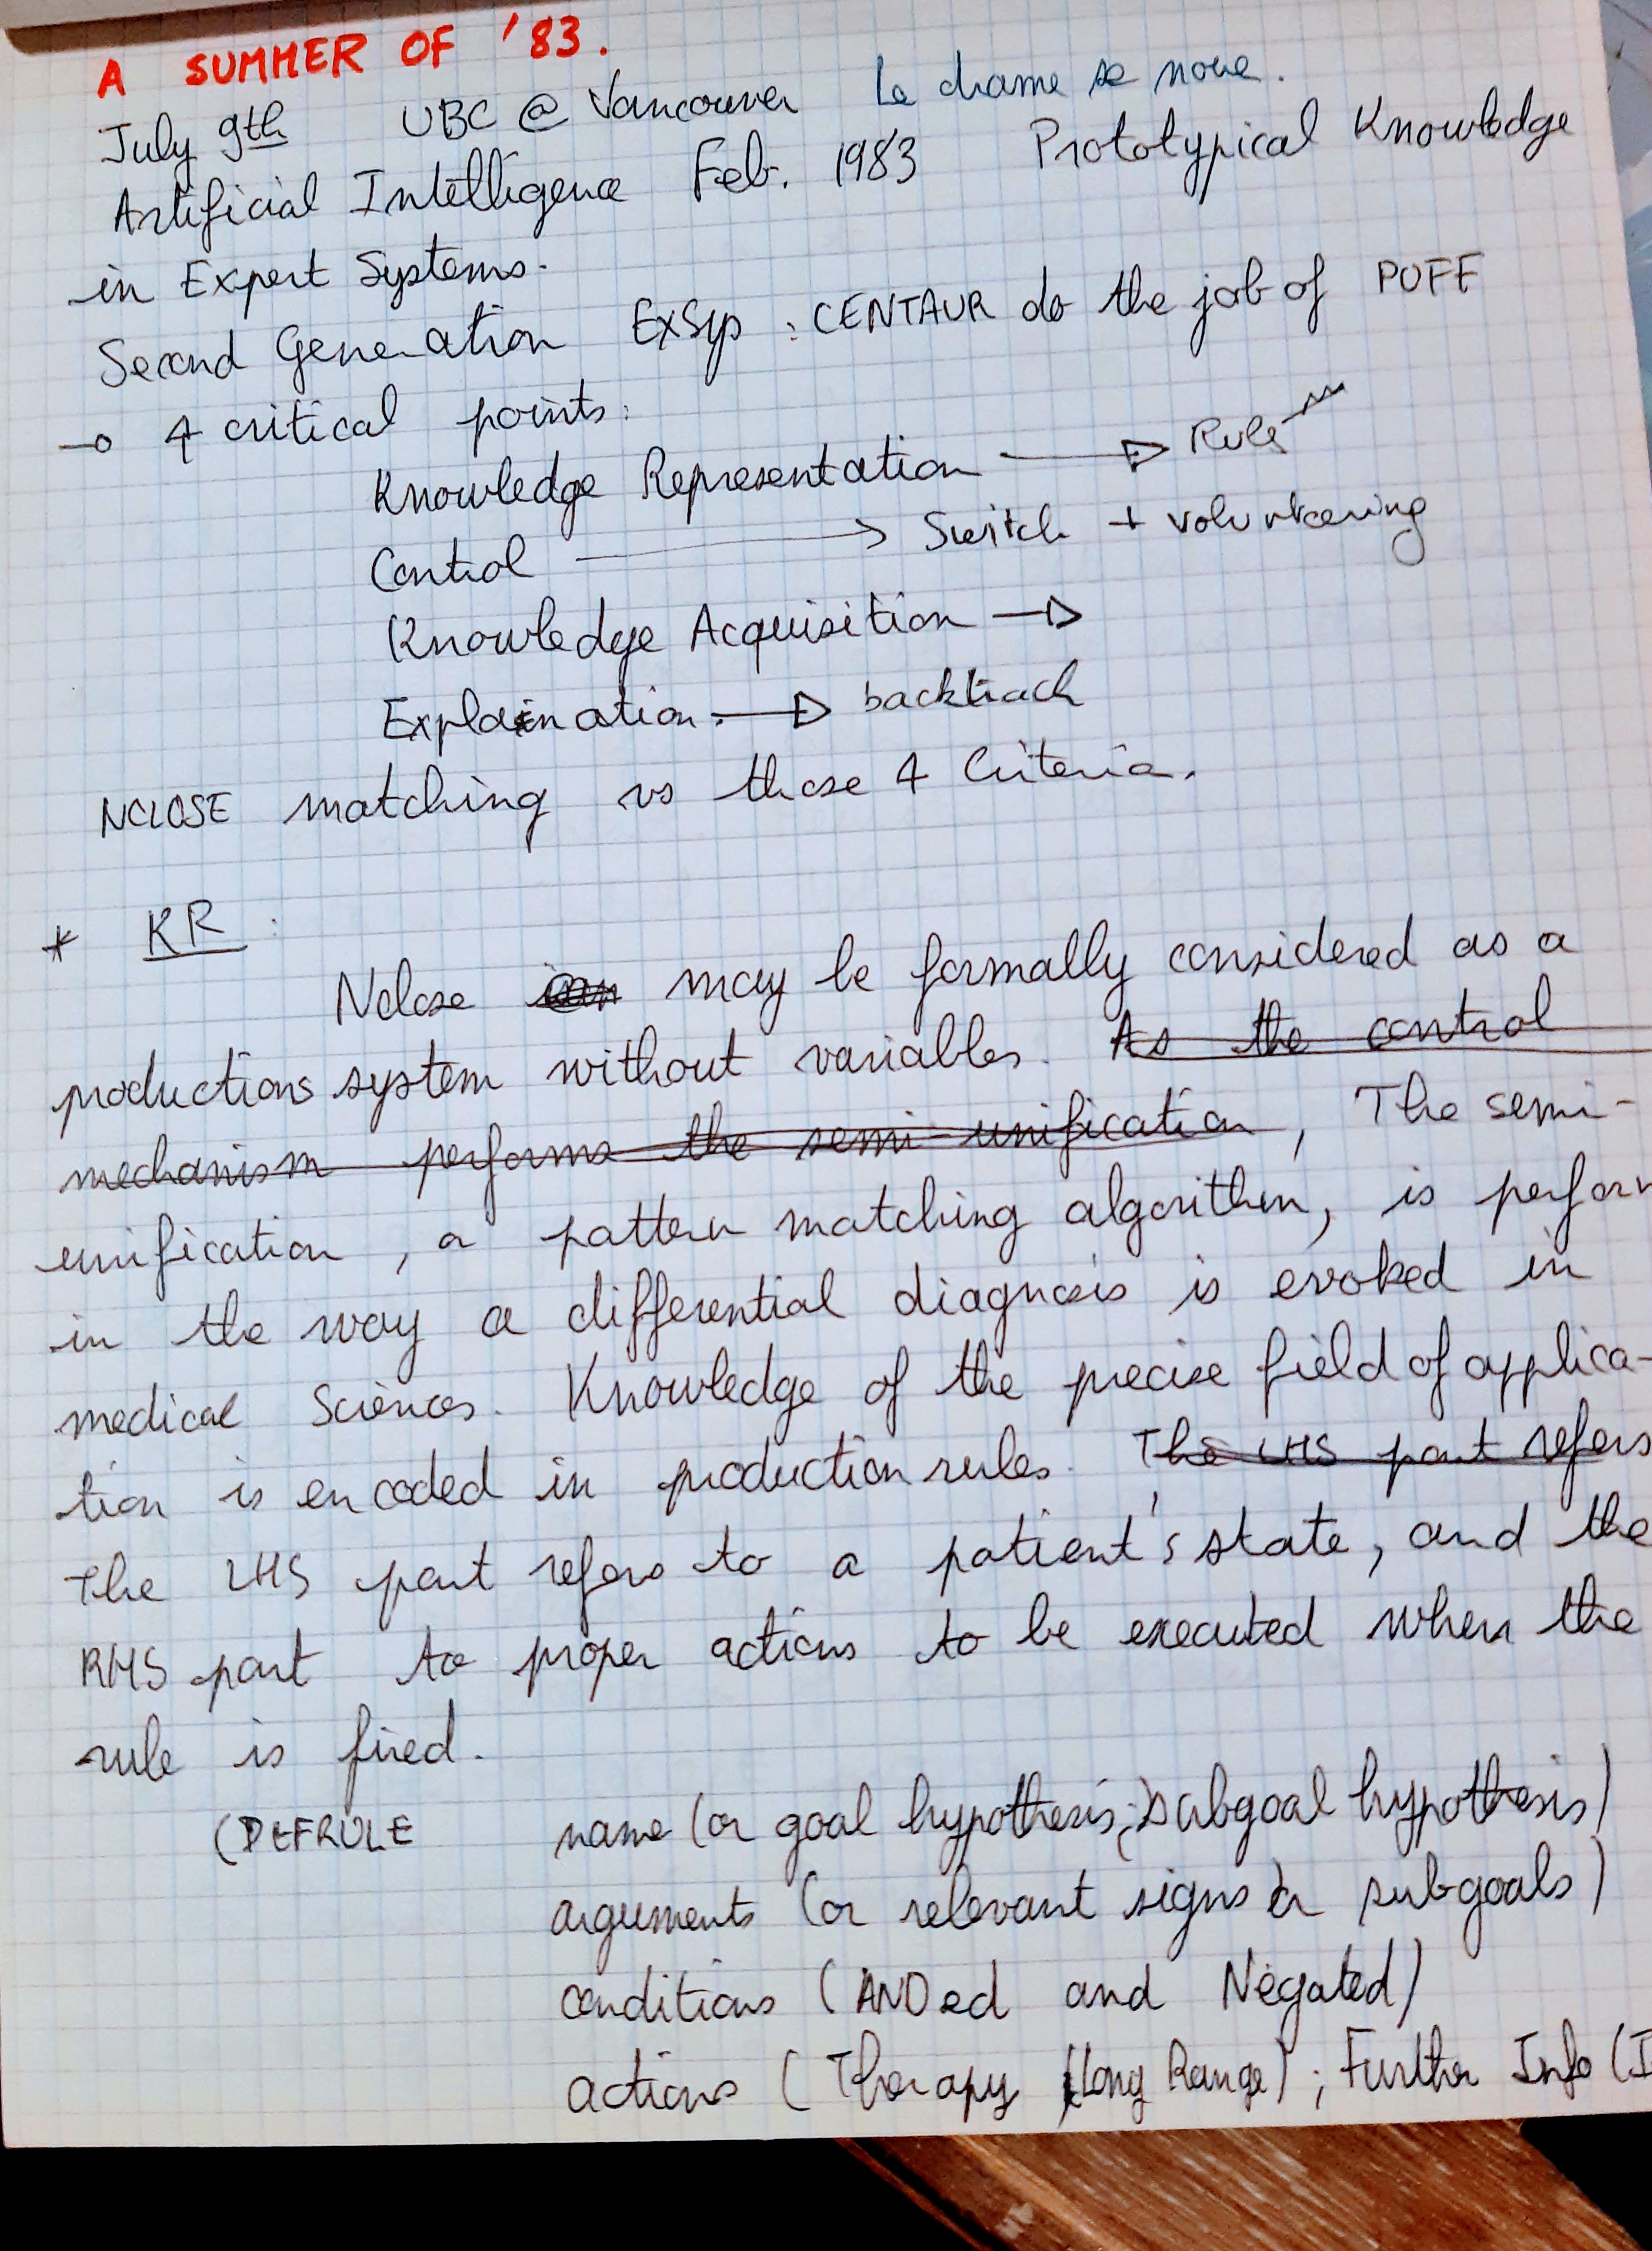 A SUMMER OF '83.
July 9th UBC @ Vancouver Le drame se noue.
Artificial Intelligence Feb. 1983 Prototypical Knowledge
in Expert Systems.
Second Generation ExSys : CENTAUR do the job of PUFF
→ 4 critical points:
Knowledge Representation → Rule
Control → Switch + volunteering
Knowledge Acquisition →
Explaination. → backtrack
NCLOSE matching vs those 4 Criteria.
* KR :
Nclose may be formally considered as a
productions system without variables. As the control
mechanism performs the semi-unification, The semi-
unification, a pattern matching algorithm, is perform
in the way a differential diagnosis is evoked in
medical Sciences. Knowledge of the precise field of applica-
tion is encoded in production rules. The LHS part refers
The LHS part refers to a patient's state, and the
RHS part to proper actions to be executed when the
rule is fired.
(DEFRULE name (or goal hypothesis; subgoal hypothesis)
arguments (or relevant signs or subgoals)
conditions (ANDed and Negated)
actions (Therapy (Long Range) ; Further Info (I